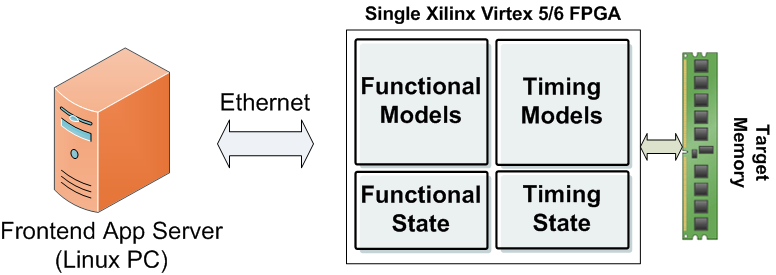 Single Xilinx Virtex 5/6 FPGA
Ethernet
Functional
Models
Timing
Models
Functional
State
Timing
State
Target
Memory
Frontend App Server
(Linux PC)